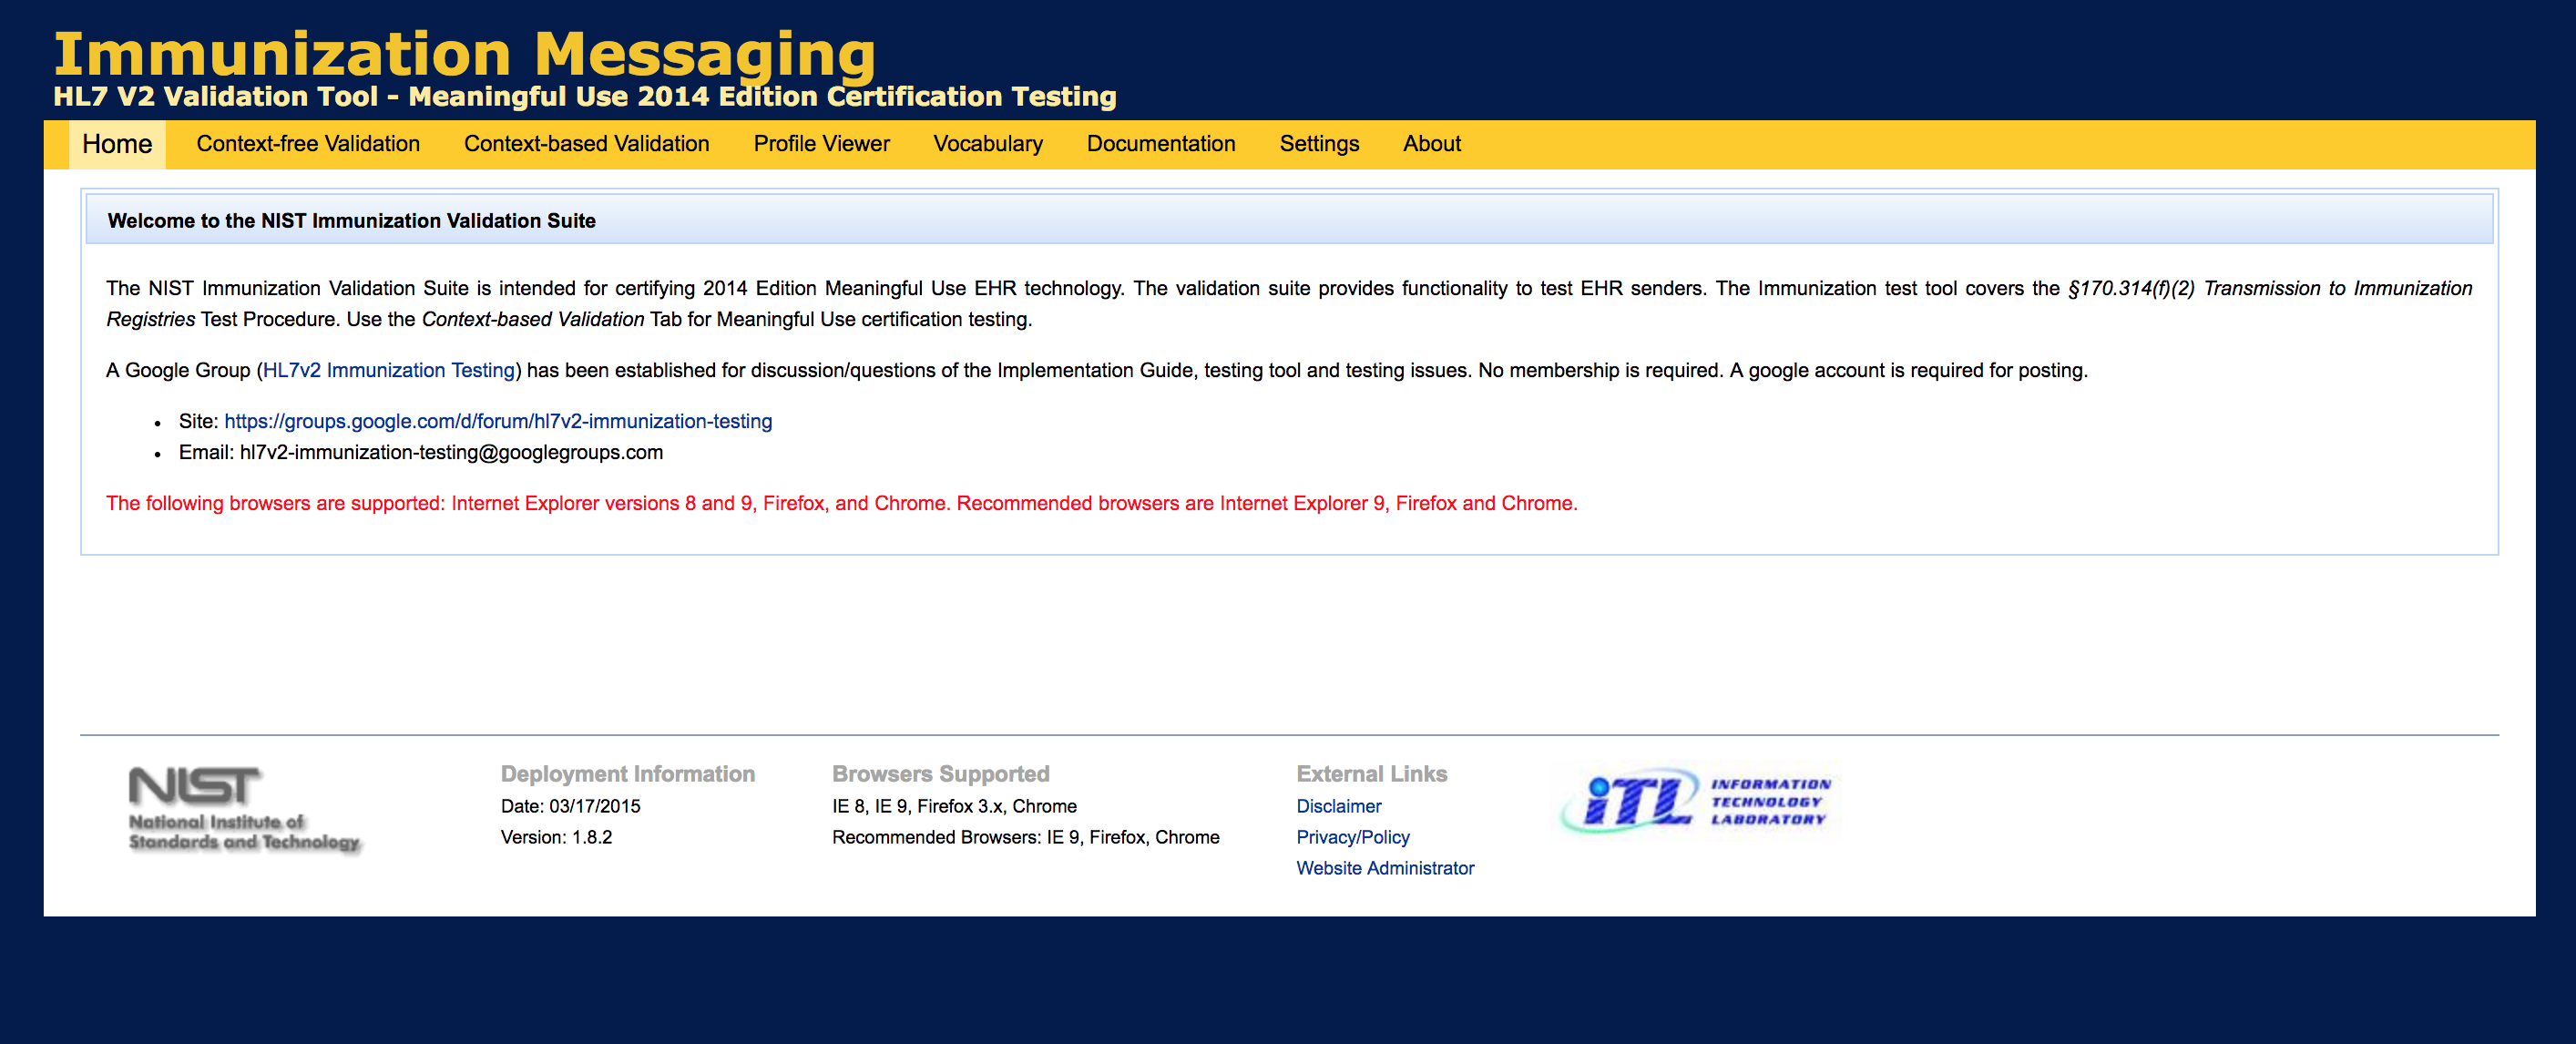 Immunization Messaging
HL7 V2 Validation Tool - Meaningful Use 2014 Edition Certification Testing
Home Context-free Validation Context-based Validation Profile Viewer Vocabulary Documentation Settings About
Welcome to the NIST Immunization Validation Suite
The NIST Immunization Validation Suite is intended for certifying 2014 Edition Meaningful Use EHR technology. The validation suite provides functionality to test EHR senders. The Immunization test tool covers the §170.314(f)(2) Transmission to Immunization
Registries Test Procedure. Use the Context-based Validation Tab for Meaningful Use certification testing.
A Google Group (HL7v2 Immunization Testing) has been established for discussion/questions of the Implementation Guide, testing tool and testing issues. No membership is required. A google account is required for posting.
• Site: https://groups.google.com/d/forum/hl7v2-immunization-testing
• Email: hl7v2-immunization-testing@googlegroups.com
The following browsers are supported: Internet Explorer versions 8 and 9, Firefox, and Chrome. Recommended browsers are Internet Explorer 9, Firefox and Chrome.
NIST
National Institute of
Standards and Technology
Deployment Information
Date: 03/17/2015
Version: 1.8.2
Browsers Supported
IE 8, IE 9, Firefox 3.x, Chrome
Recommended Browsers: IE 9, Firefox, Chrome
External Links
Disclaimer
Privacy/Policy
Website Administrator
iTL
INFORMATION
TECHNOLOGY
LABORATORY